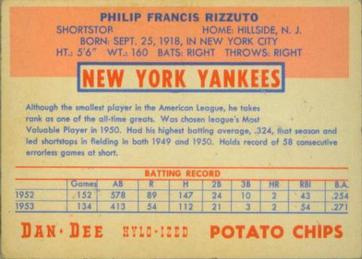 PHILIP FRANCIS RIZZUTO
SHORTSTOP HOME: HILLSIDE, N. J.
BORN: SEPT. 25, 1918, IN NEW YORK CITY
HT.: 5'6" WT.: 160 BATS: RIGHT THROWS: RIGHT
NEW YORK YANKEES
Although the smallest player in the American League, he takes
rank as one of the all-time greats. Was chosen league's Most
Valuable Player in 1950. Had his highest batting average, .324, that season and
led shortstops in fielding in both 1949 and 1950. Holds record of 58 consecutive
errorless games at short.
BATTING RECORD
Games AB R H 2B 3B HR RBI B.A.
1952 152 578 89 147 24 10 2 43 .254
1953 134 413 54 112 21 3 2 54 .271
DAN-DEE HYLO-IZED POTATO CHIPS